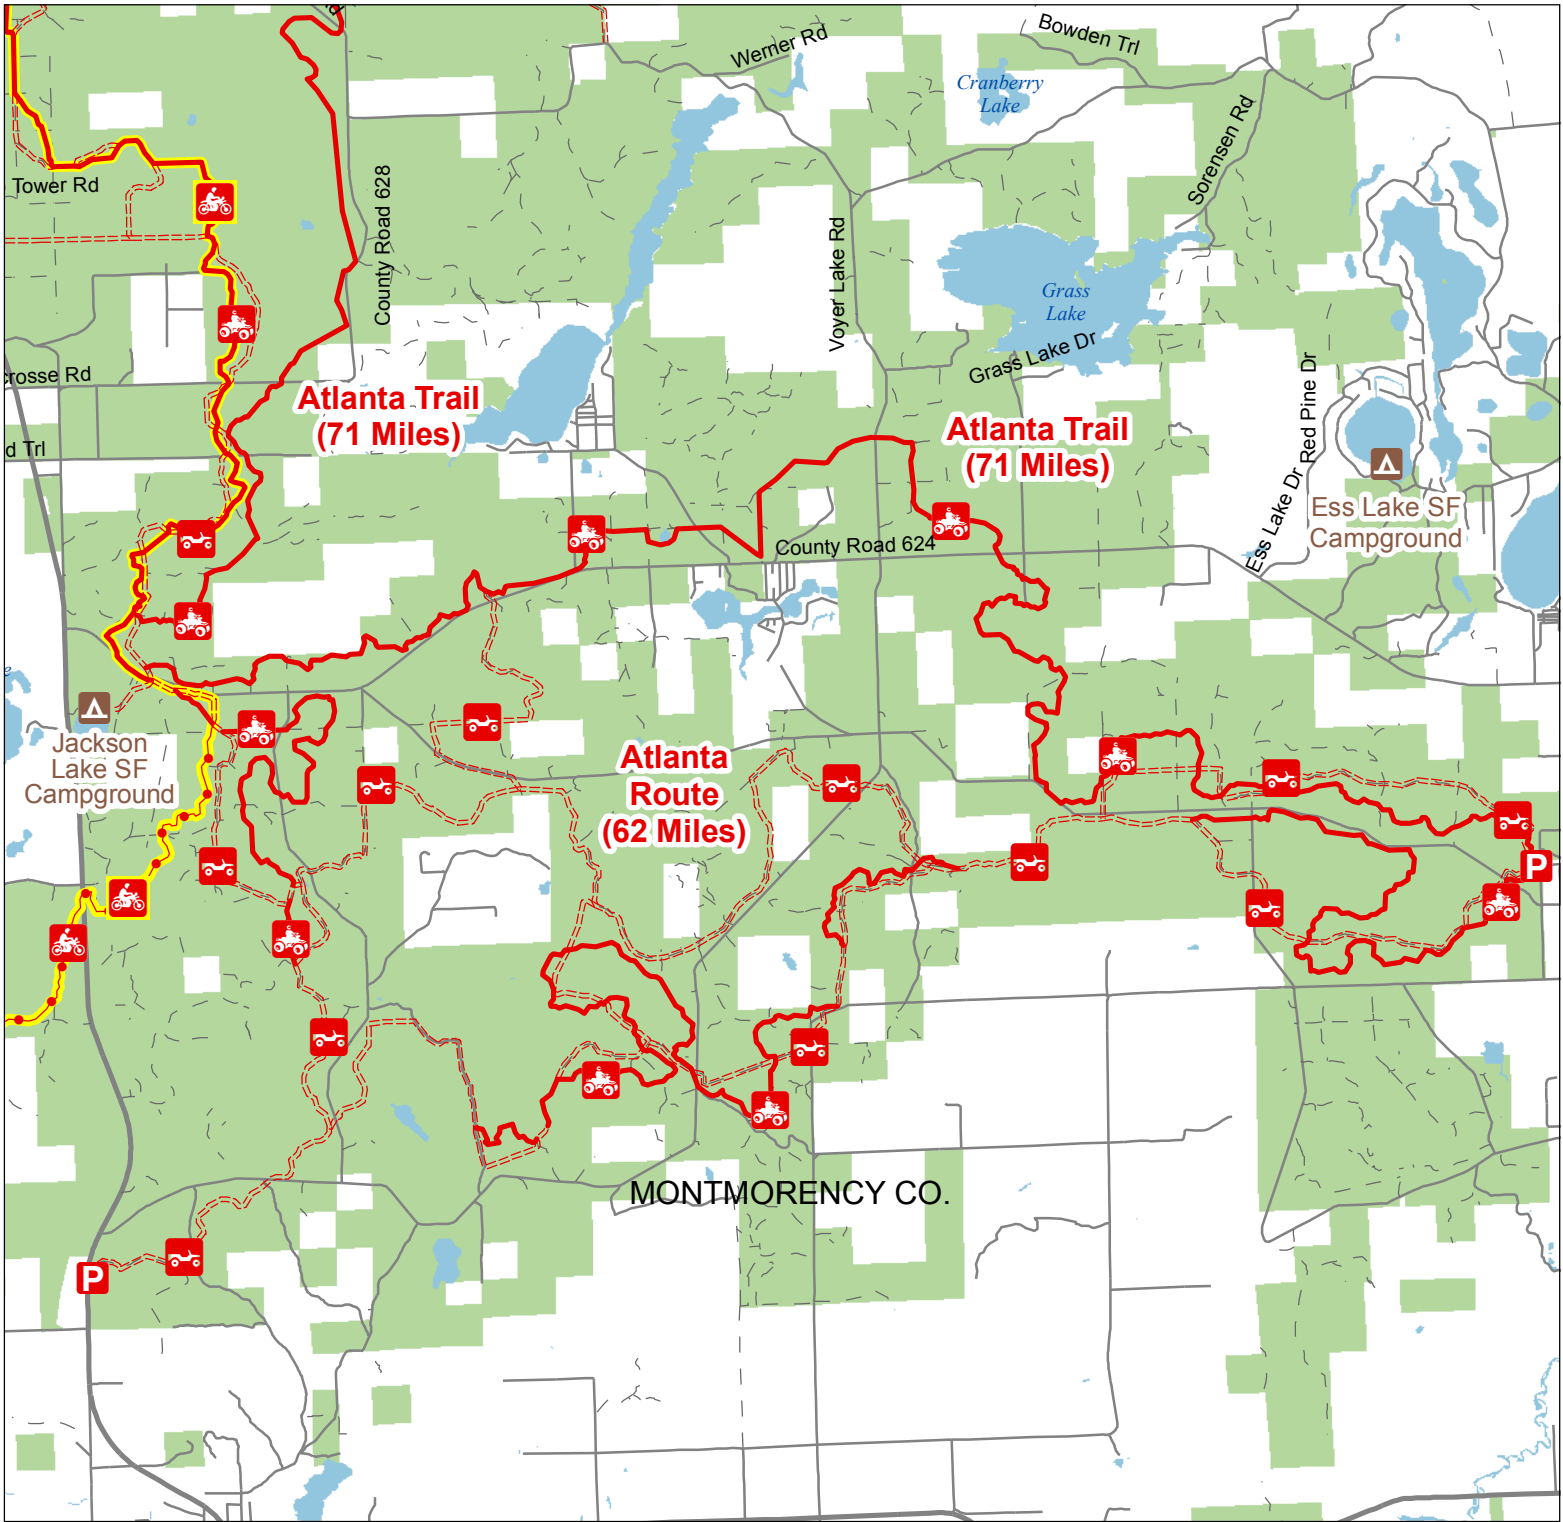 Werner Rd
Bowden Trl
Cranberry
Lake
Sorensen Rd
Tower Rd
County Road 628
Voyer Lake Rd
Grass
Lake
Grass Lake Dr
crosse Rd
Red Pine Dr
Atlanta Trail
(71 Miles)
Atlanta Trail
(71 Miles)
d Trl
Ess Lake Dr
Ess Lake SF
Campground
County Road 624
Jackson
Lake SF
Campground
Atlanta
Route
(62 Miles)
P
MONTMORENCY CO.
P